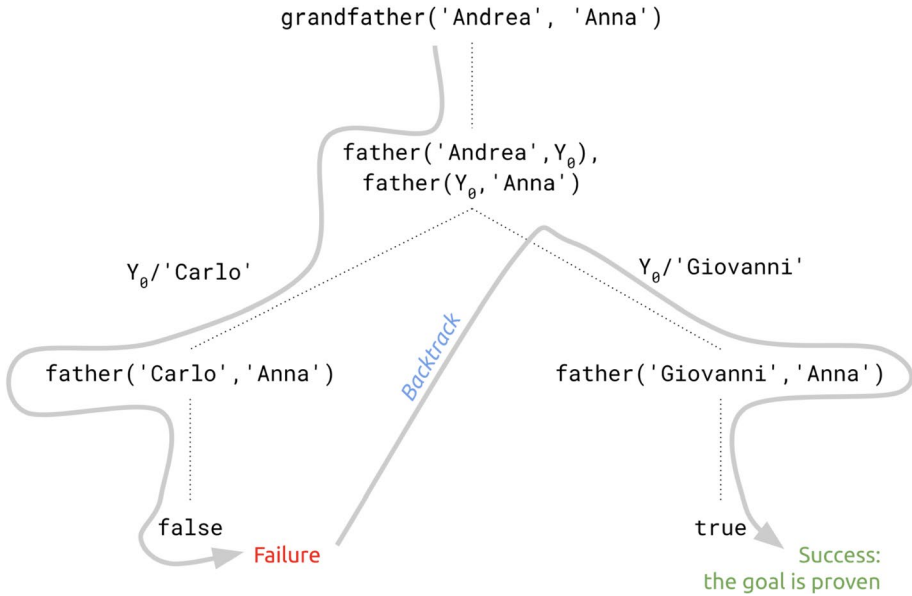 grandfather('Andrea', 'Anna')
father('Andrea',Y₀),
father(Y₀,'Anna')
Y₀/'Carlo'
Y₀/'Giovanni'
Backtrack
father('Carlo','Anna')
father('Giovanni','Anna')
false
true
Failure
Success:
the goal is proven